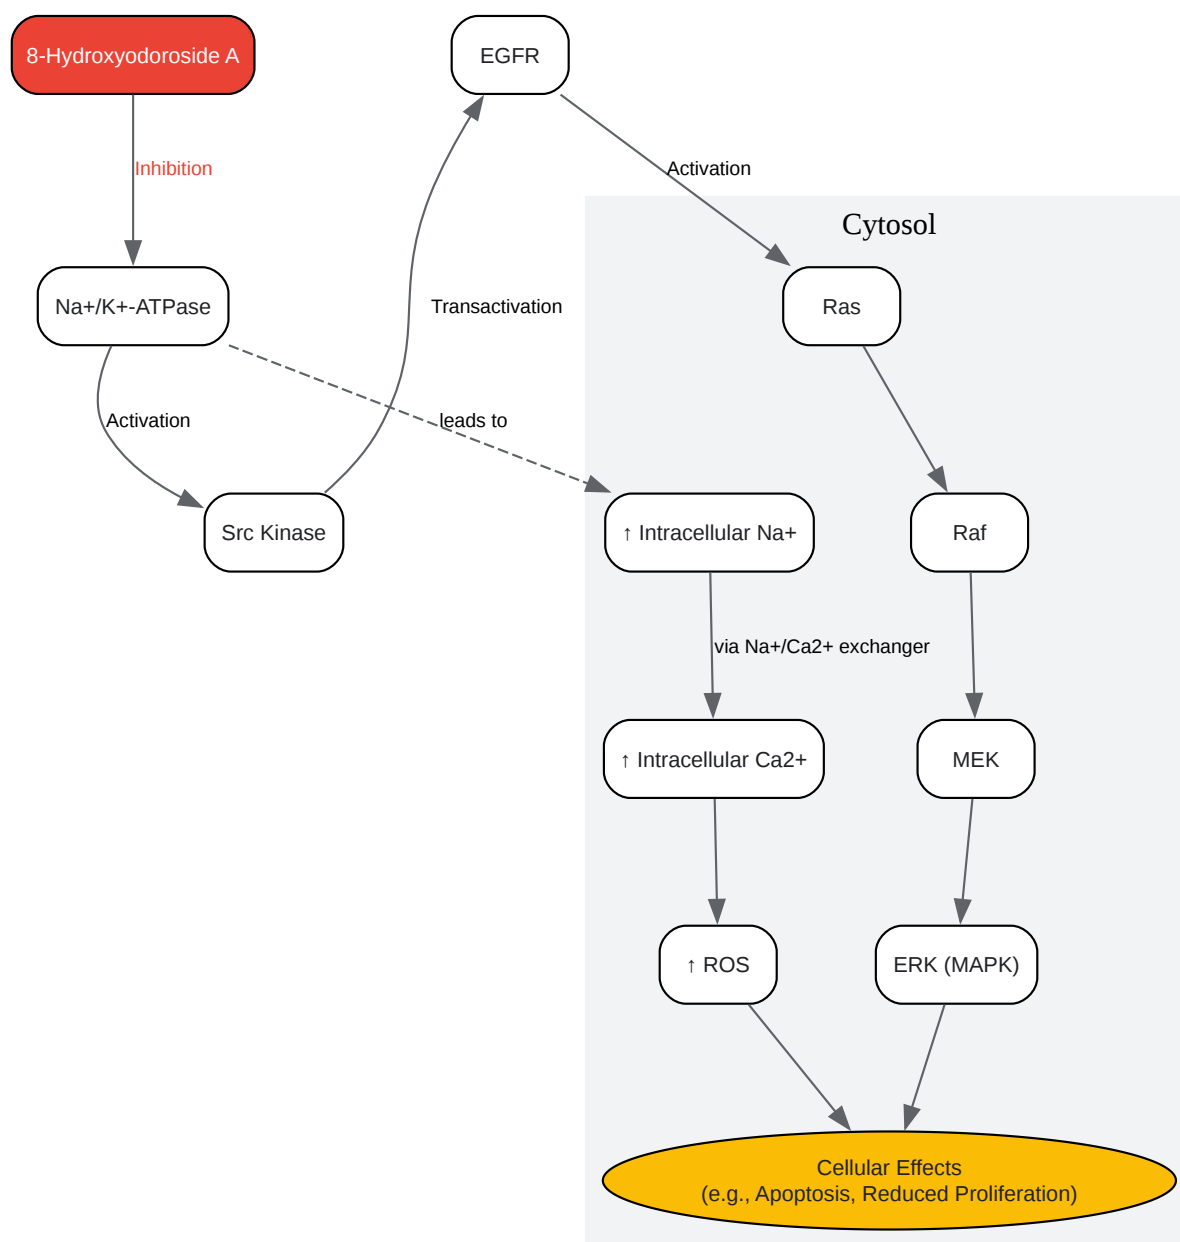 8-Hydroxyodoroside A
EGFR
Inhibition
Activation
Cytosol
Na+/K+-ATPase
Transactivation
Ras
Activation
leads to
Src Kinase
↑ Intracellular Na+
Raf
via Na+/Ca2+ exchanger
↑ Intracellular Ca2+
MEK
↑ ROS
ERK (MAPK)
Cellular Effects
(e.g., Apoptosis, Reduced Proliferation)